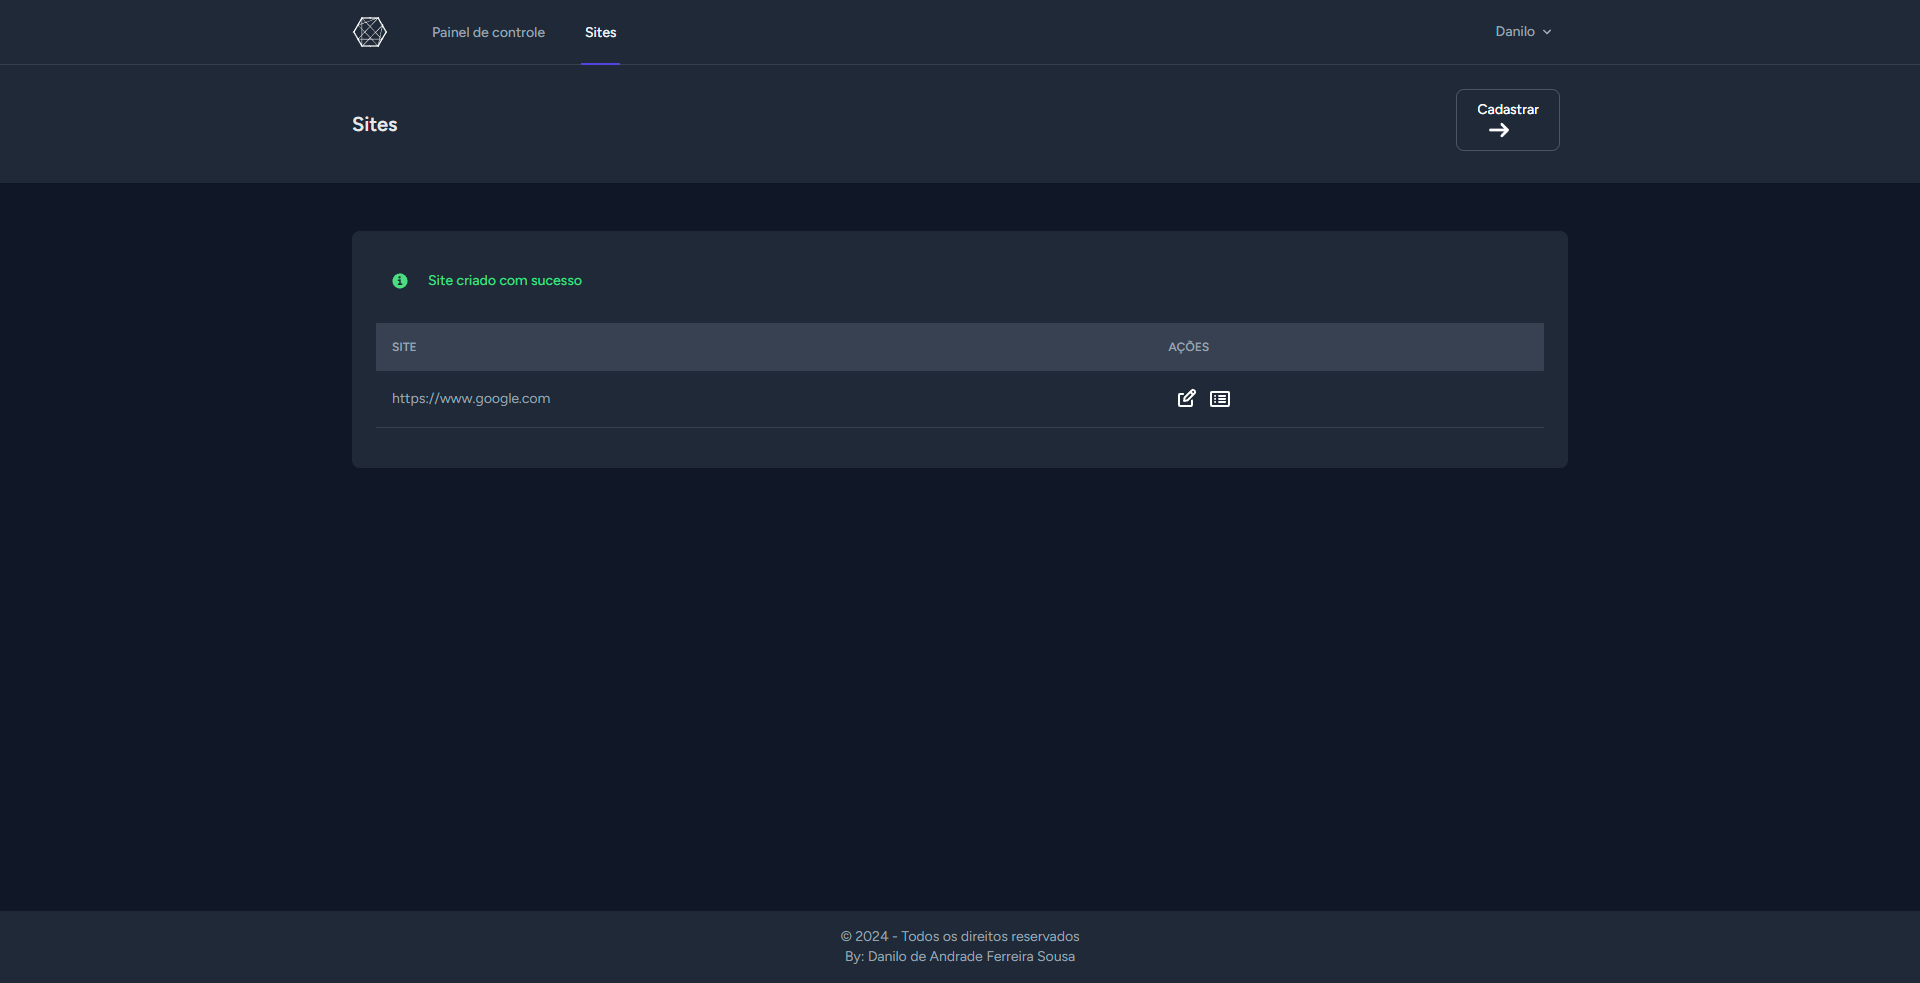 Painel de controle
Sites
Danilo
Sites
Cadastrar
Site criado com sucesso
SITE
AÇÕES
https://www.google.com
© 2024 - Todos os direitos reservados
By: Danilo de Andrade Ferreira Sousa